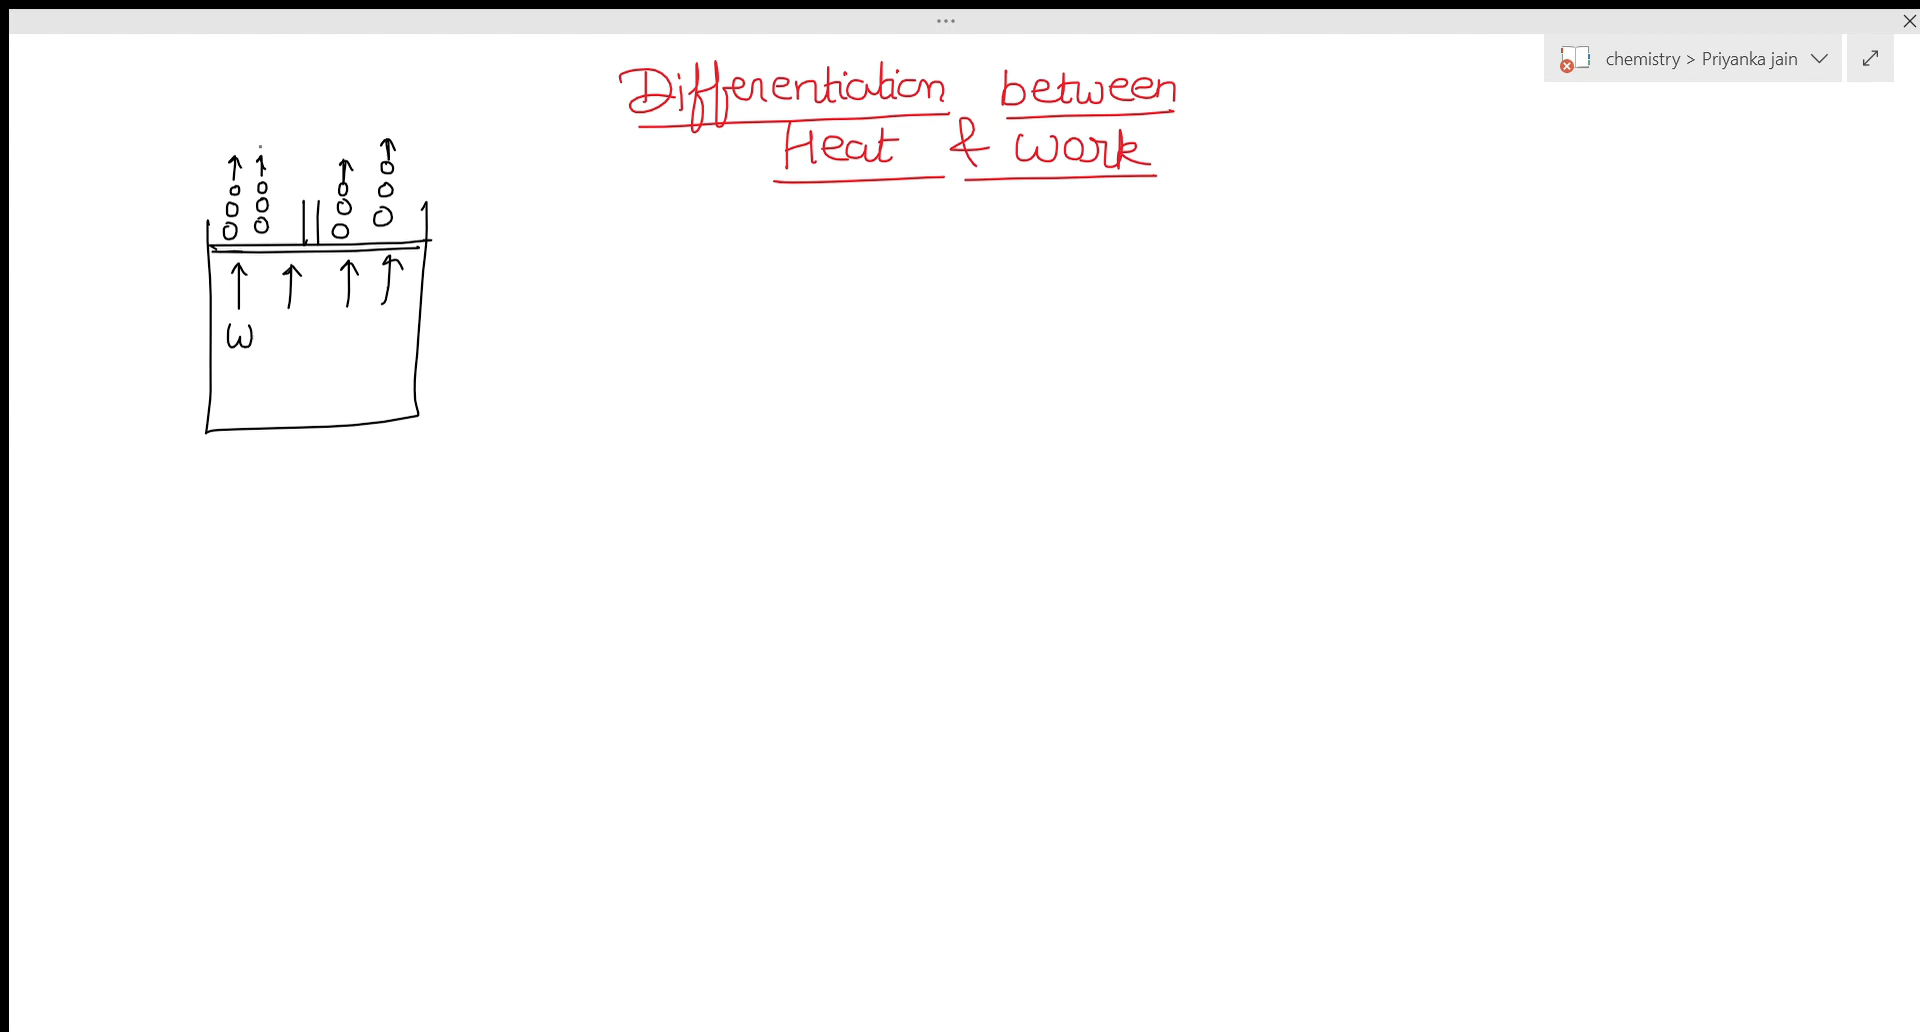 chemistry > Priyanka jain
Differentiation between
Heat & Work
W